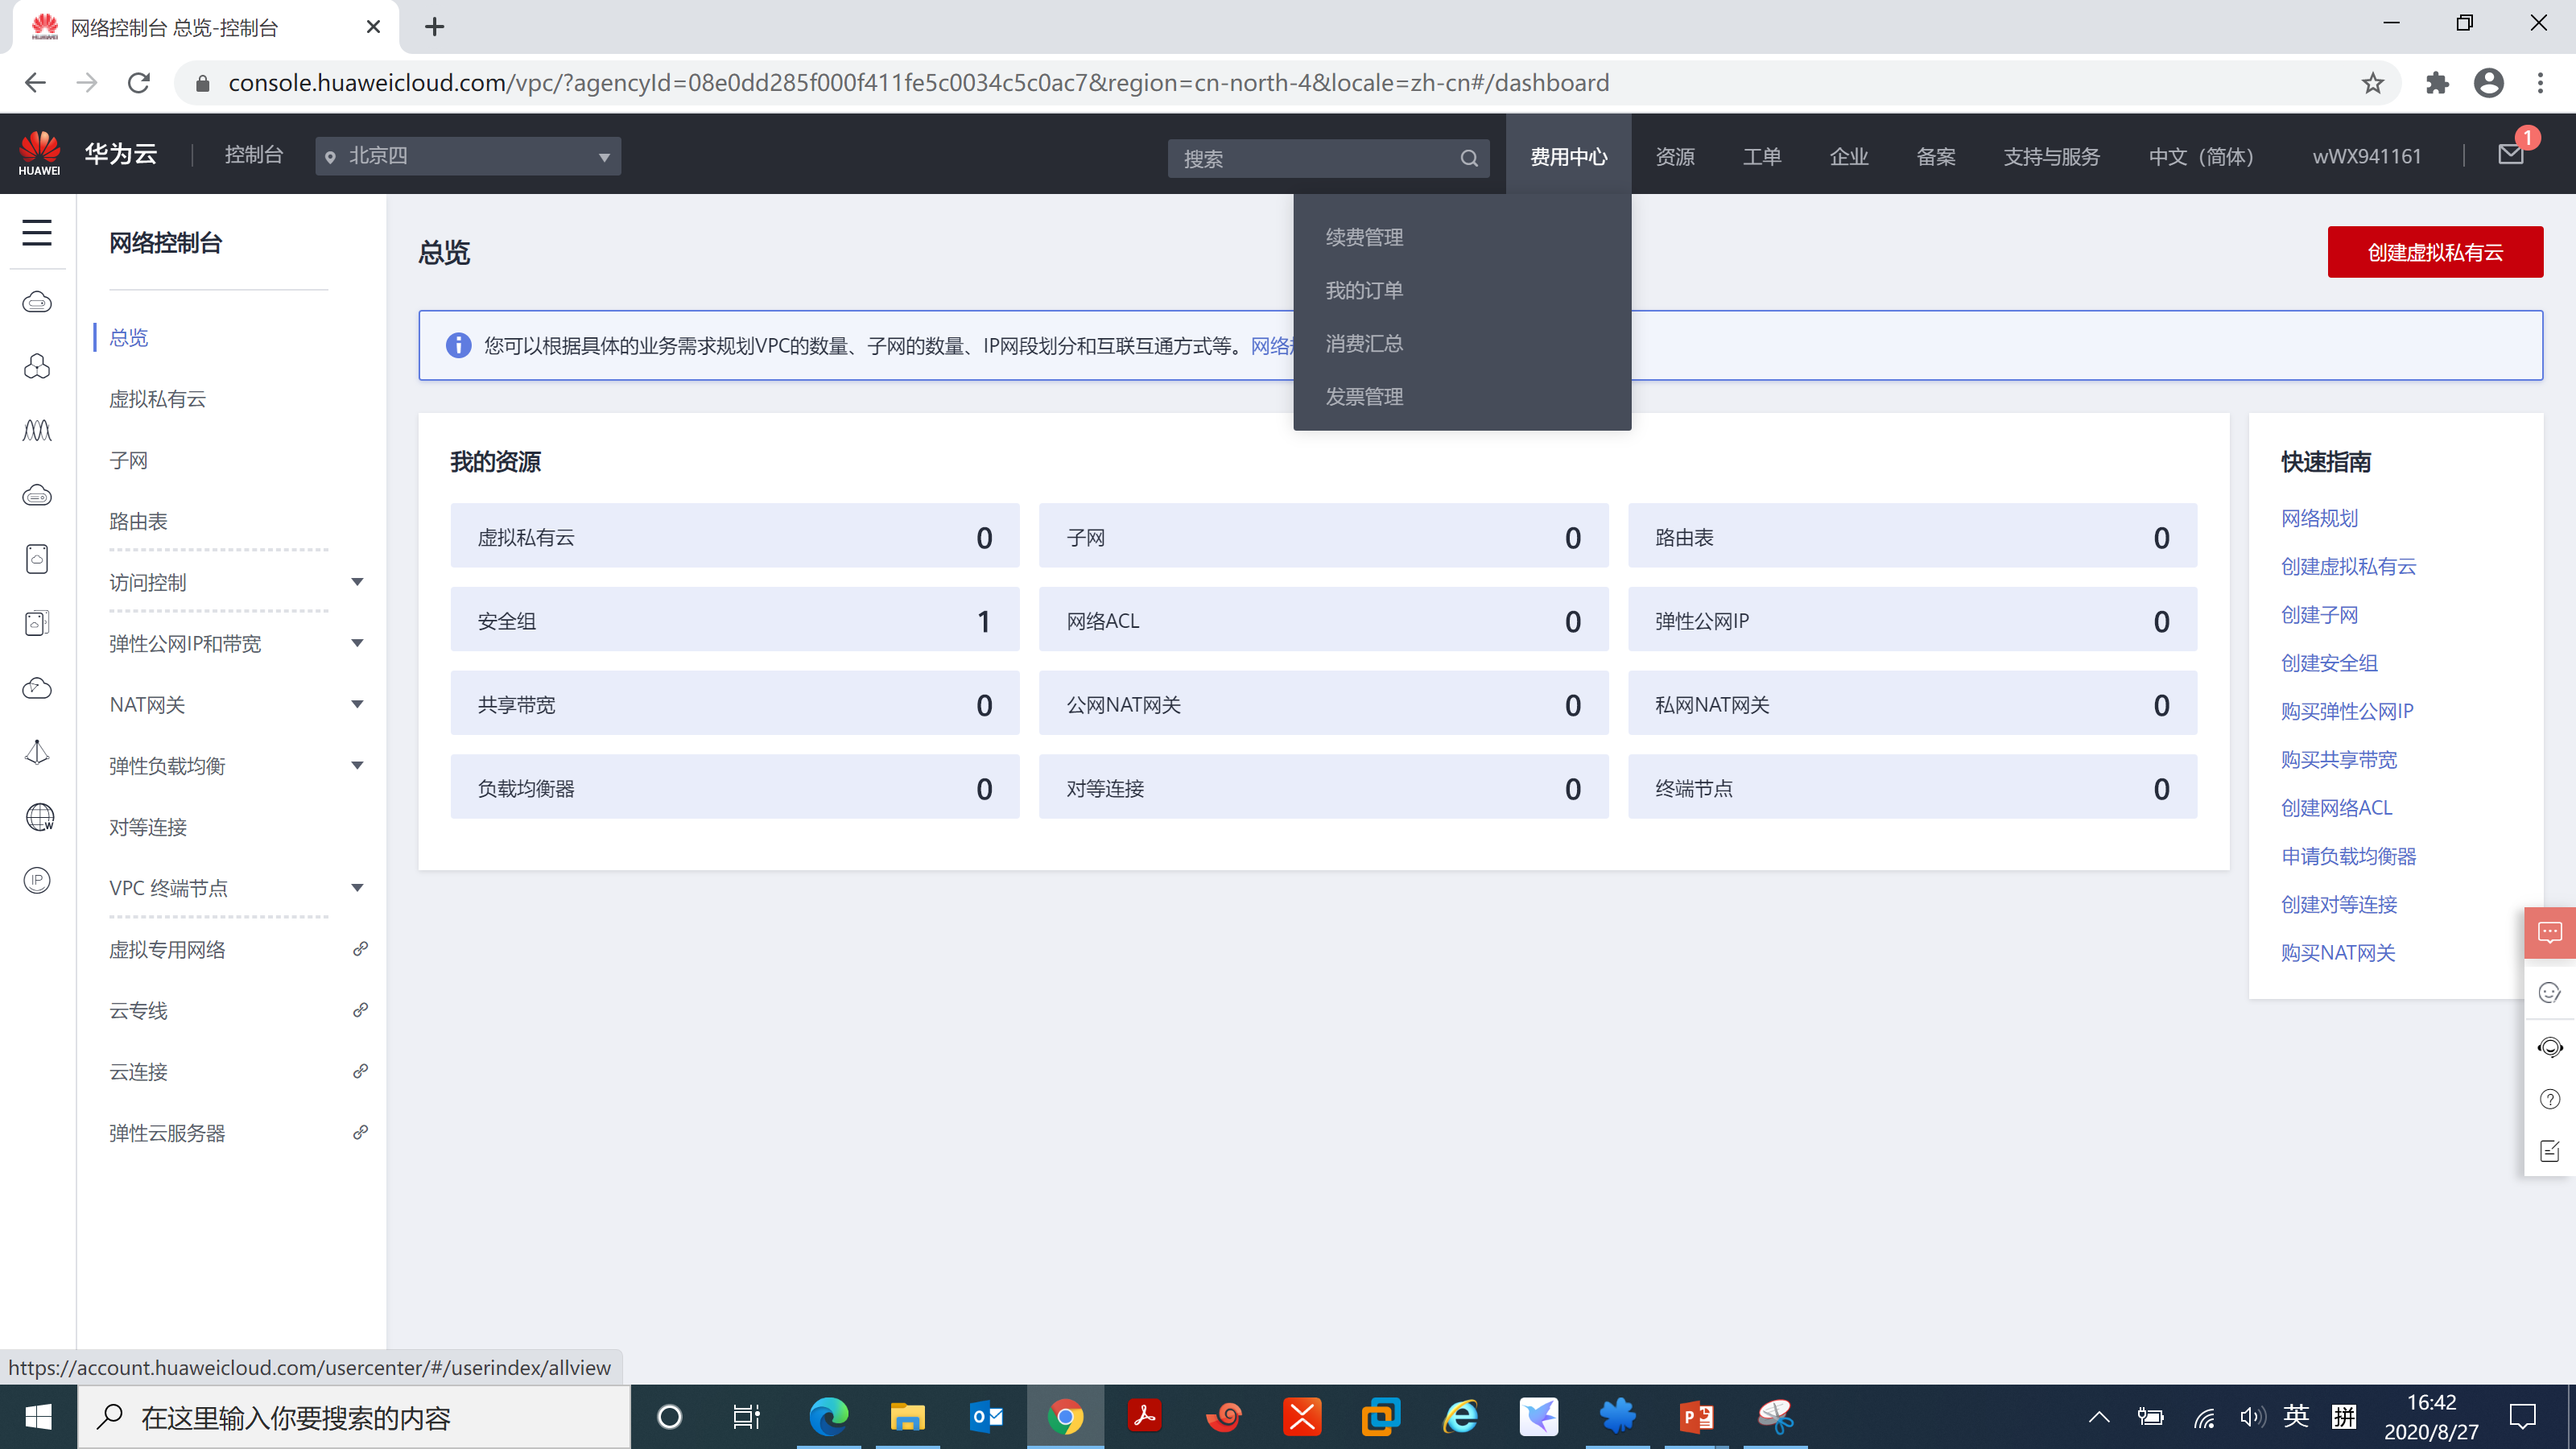 网络控制台 总览-控制台
console.huaweicloud.com/vpc/?agencyId=08e0dd285f000f411fe5c0034c5c0ac7&region=cn-north-4&locale=zh-cn#/dashboard
HUAWEI
华为云
控制台
北京四
搜索
费用中心
资源
工单
企业
备案
支持与服务
中文（简体）
wWX941161
1
续费管理
我的订单
消费汇总
发票管理
网络控制台
总览
虚拟私有云
子网
路由表
访问控制
弹性公网IP和带宽
NAT网关
弹性负载均衡
对等连接
VPC 终端节点
虚拟专用网络
云专线
云连接
弹性云服务器
总览
创建虚拟私有云
您可以根据具体的业务需求规划VPC的数量、子网的数量、IP网段划分和互联互通方式等。网络
我的资源
虚拟私有云 0
子网 0
路由表 0
安全组 1
网络ACL 0
弹性公网IP 0
共享带宽 0
公网NAT网关 0
私网NAT网关 0
负载均衡器 0
对等连接 0
终端节点 0
快速指南
网络规划
创建虚拟私有云
创建子网
创建安全组
购买弹性公网IP
购买共享带宽
创建网络ACL
申请负载均衡器
创建对等连接
购买NAT网关
https://account.huaweicloud.com/usercenter/#/userindex/allview
在这里输入你要搜索的内容
英
拼
16:42
2020/8/27